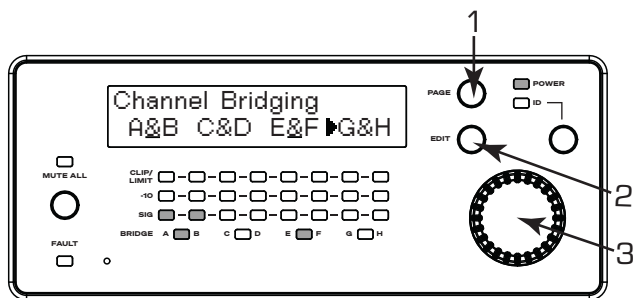 1
PAGE
POWER
ID
Channel Bridging
A&B C&D E&F ▶G&H
EDIT
MUTE ALL
CLIP/
LIMIT
-10
SIG
BRIDGE A B C D E F G H
FAULT
2
3